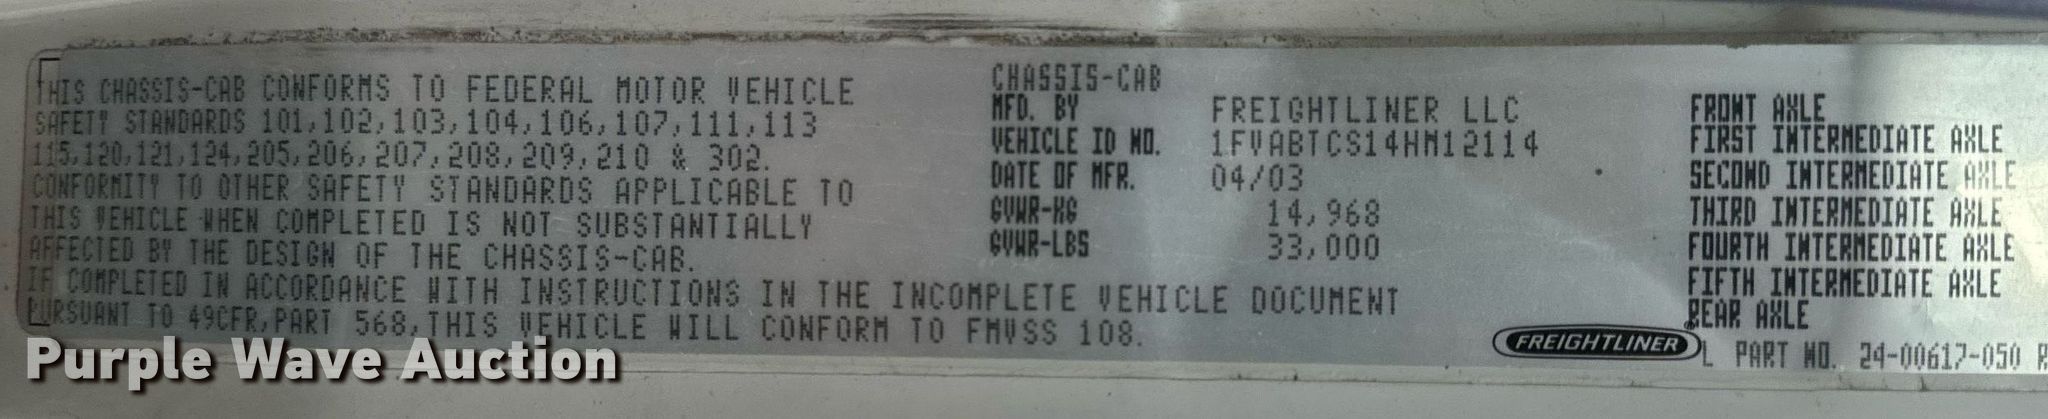 THIS CHASSIS-CAB CONFORMS TO FEDERAL MOTOR VEHICLE
SAFETY STANDARDS 101,102,103,104,106,107,111,113
115,120,121,124,205,206,207,208,209,210 & 302.
CONFORMITY TO OTHER SAFETY STANDARDS APPLICABLE TO
THIS VEHICLE WHEN COMPLETED IS NOT SUBSTANTIALLY
AFFECTED BY THE DESIGN OF THE CHASSIS-CAB.
IF COMPLETED IN ACCORDANCE WITH INSTRUCTIONS IN THE INCOMPLETE VEHICLE DOCUMENT
PURSUANT TO 49CFR,PART 568,THIS VEHICLE WILL CONFORM TO FMVSS 108.
CHASSIS-CAB
MFD. BY FREIGHTLINER LLC
VEHICLE ID NO. 1FVABTCS14HM12114
DATE OF MFR. 04/03
GVWR-KG 14,968
GVWR-LBS 33,000
FRONT AXLE
FIRST INTERMEDIATE AXLE
SECOND INTERMEDIATE AXLE
THIRD INTERMEDIATE AXLE
FOURTH INTERMEDIATE AXLE
FIFTH INTERMEDIATE AXLE
REAR AXLE
FREIGHTLINER
L PART NO. 24-00617-050 R
Purple Wave Auction